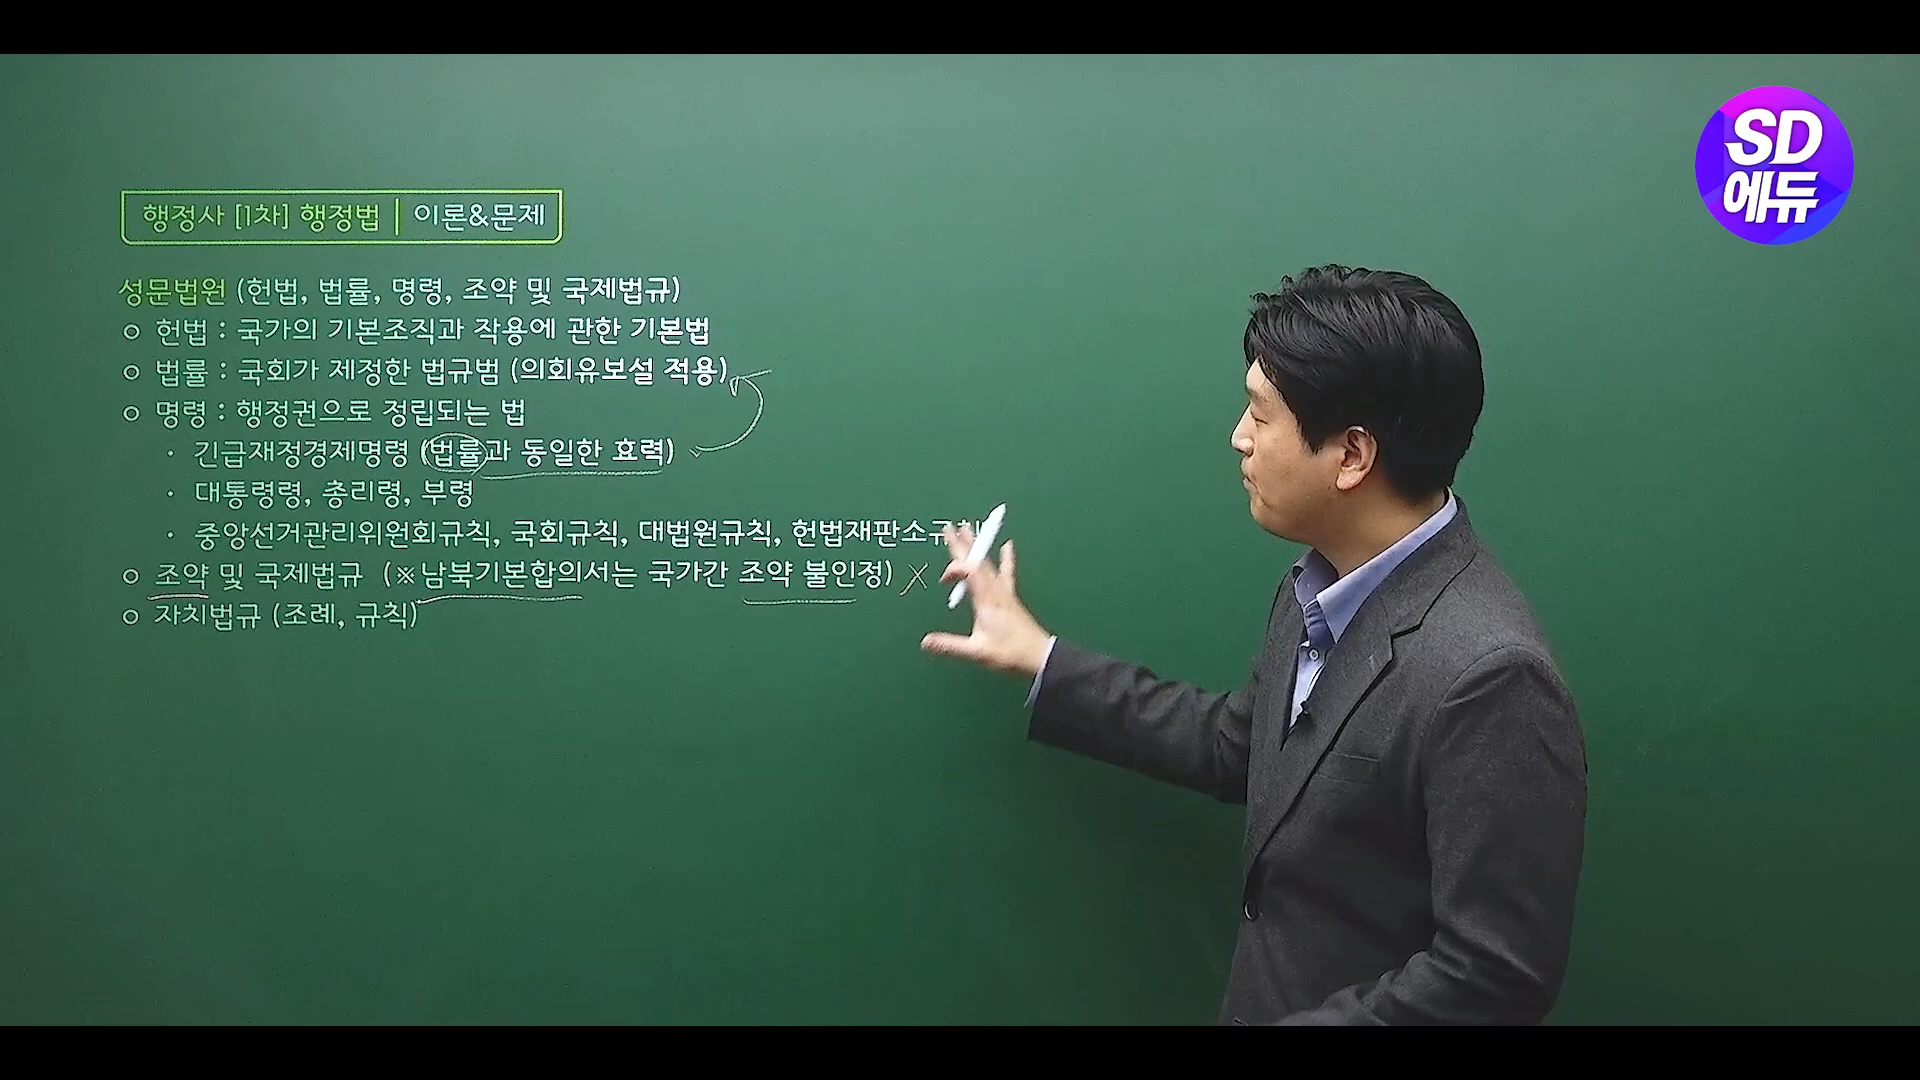 SD
에듀
행정사 [1차] 행정법 | 이론&문제
성문법원 (헌법, 법률, 명령, 조약 및 국제법규)
○ 헌법 : 국가의 기본조직과 작용에 관한 기본법
○ 법률 : 국회가 제정한 법규범 (의회유보설 적용)
○ 명령 : 행정권으로 정립되는 법
· 긴급재정경제명령 (법률과 동일한 효력)
· 대통령령, 총리령, 부령
· 중앙선거관리위원회규칙, 국회규칙, 대법원규칙, 헌법재판소규칙
○ 조약 및 국제법규 (※남북기본합의서는 국가간 조약 불인정) X
○ 자치법규 (조례, 규칙)